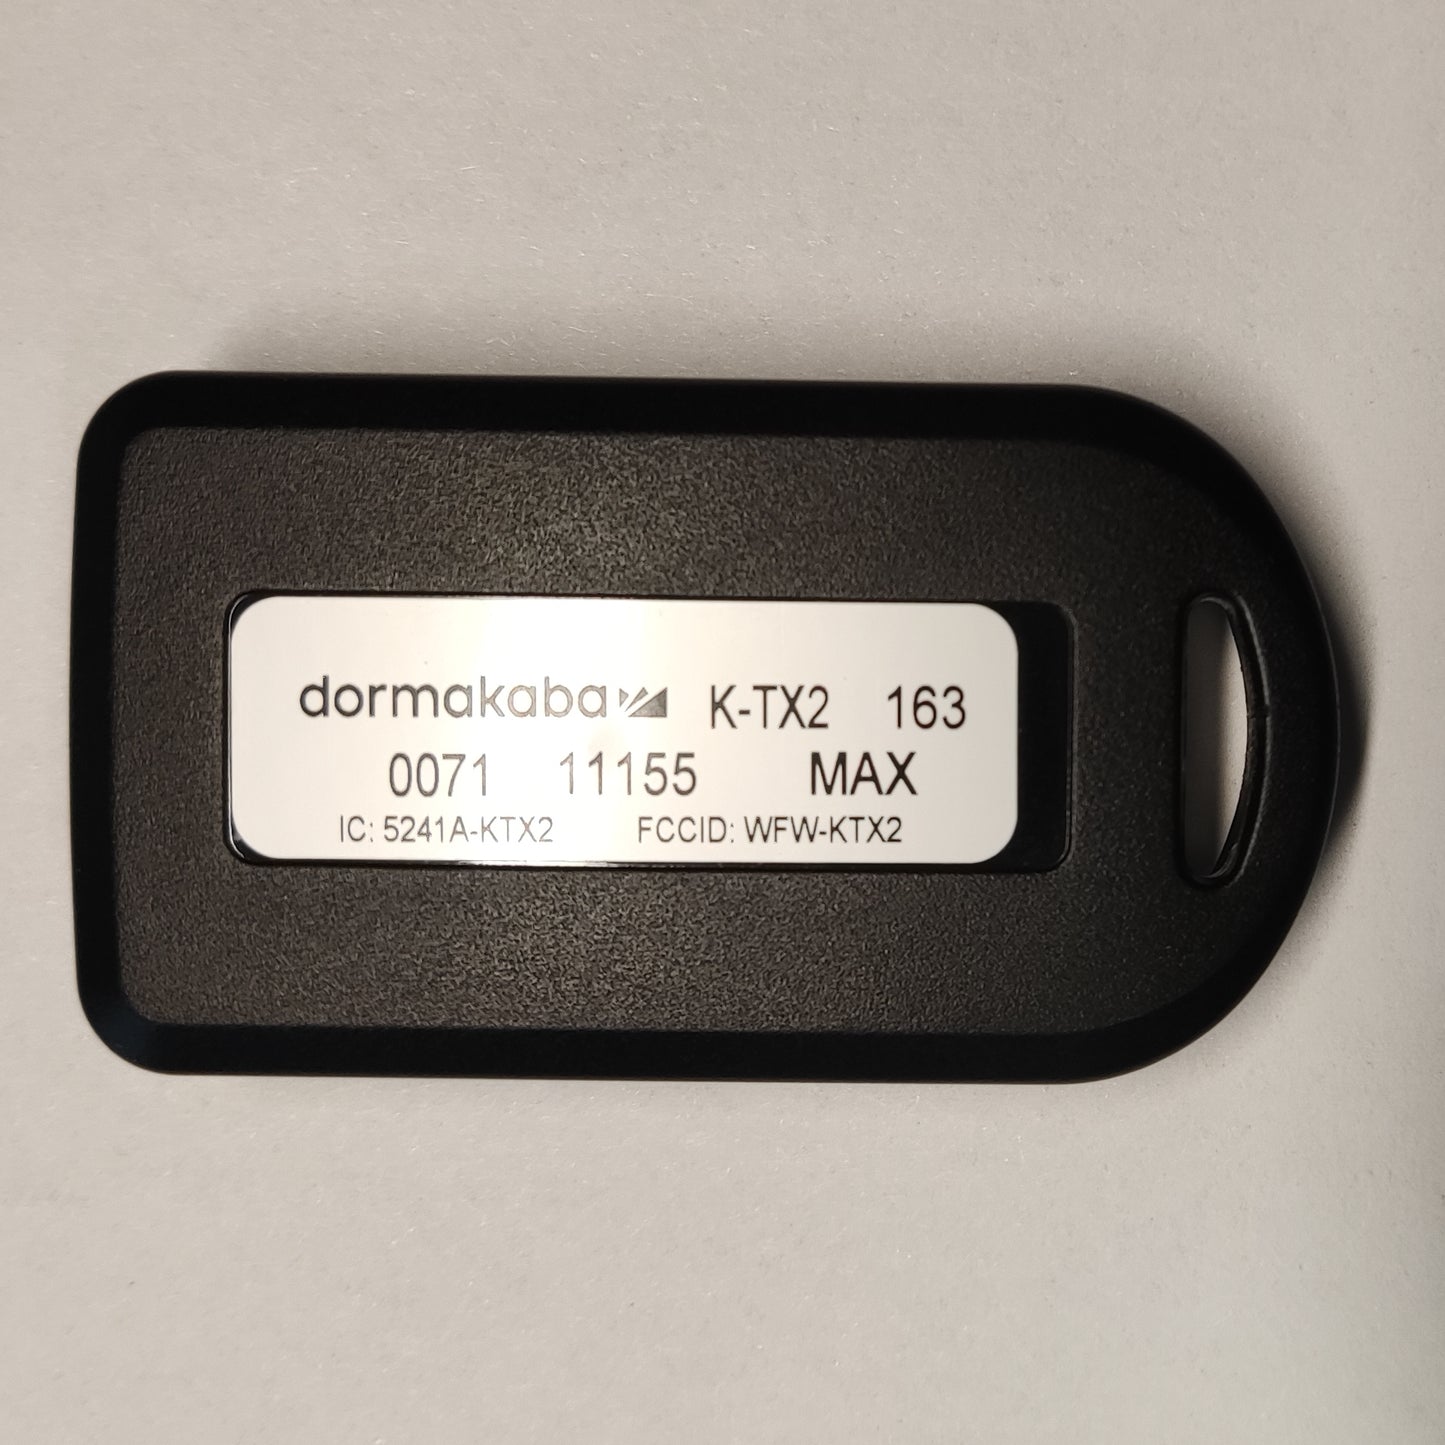 dormakaba K-TX2 163
0071 11155 MAX
IC: 5241A-KTX2 FCCID: WFW-KTX2